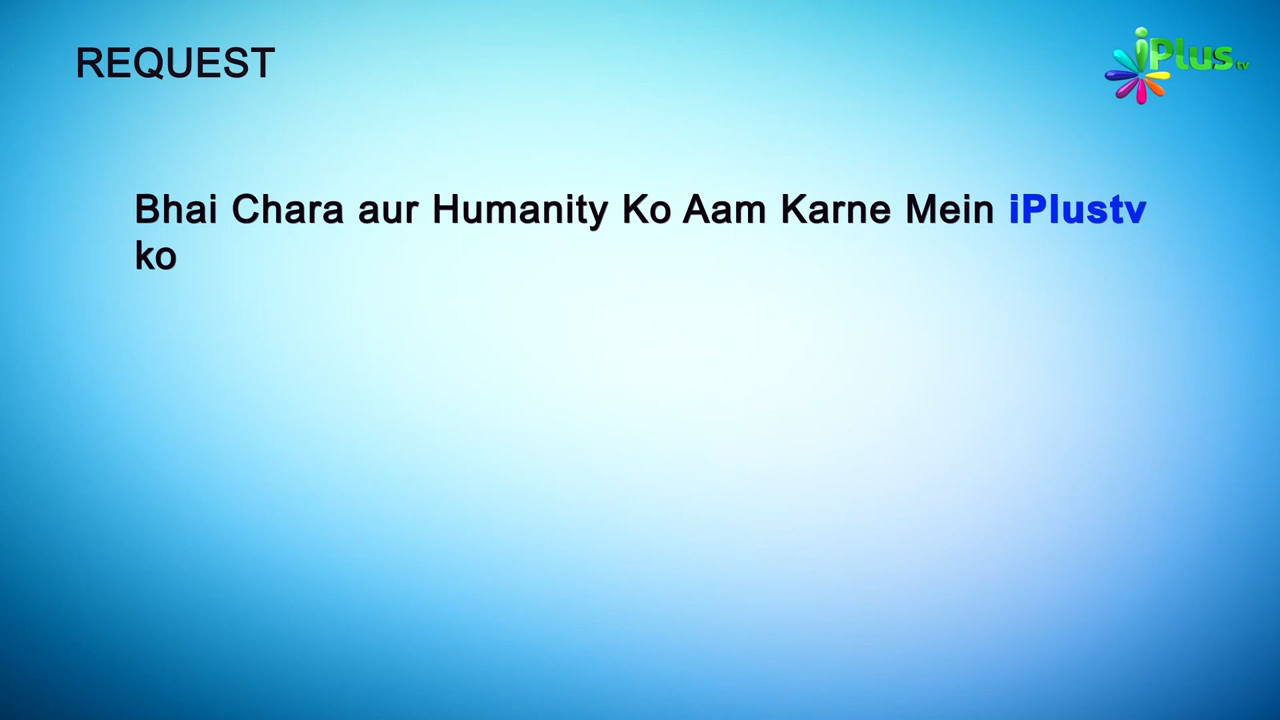 REQUEST
iPlus tv
Bhai Chara aur Humanity Ko Aam Karne Mein iPlustv
ko